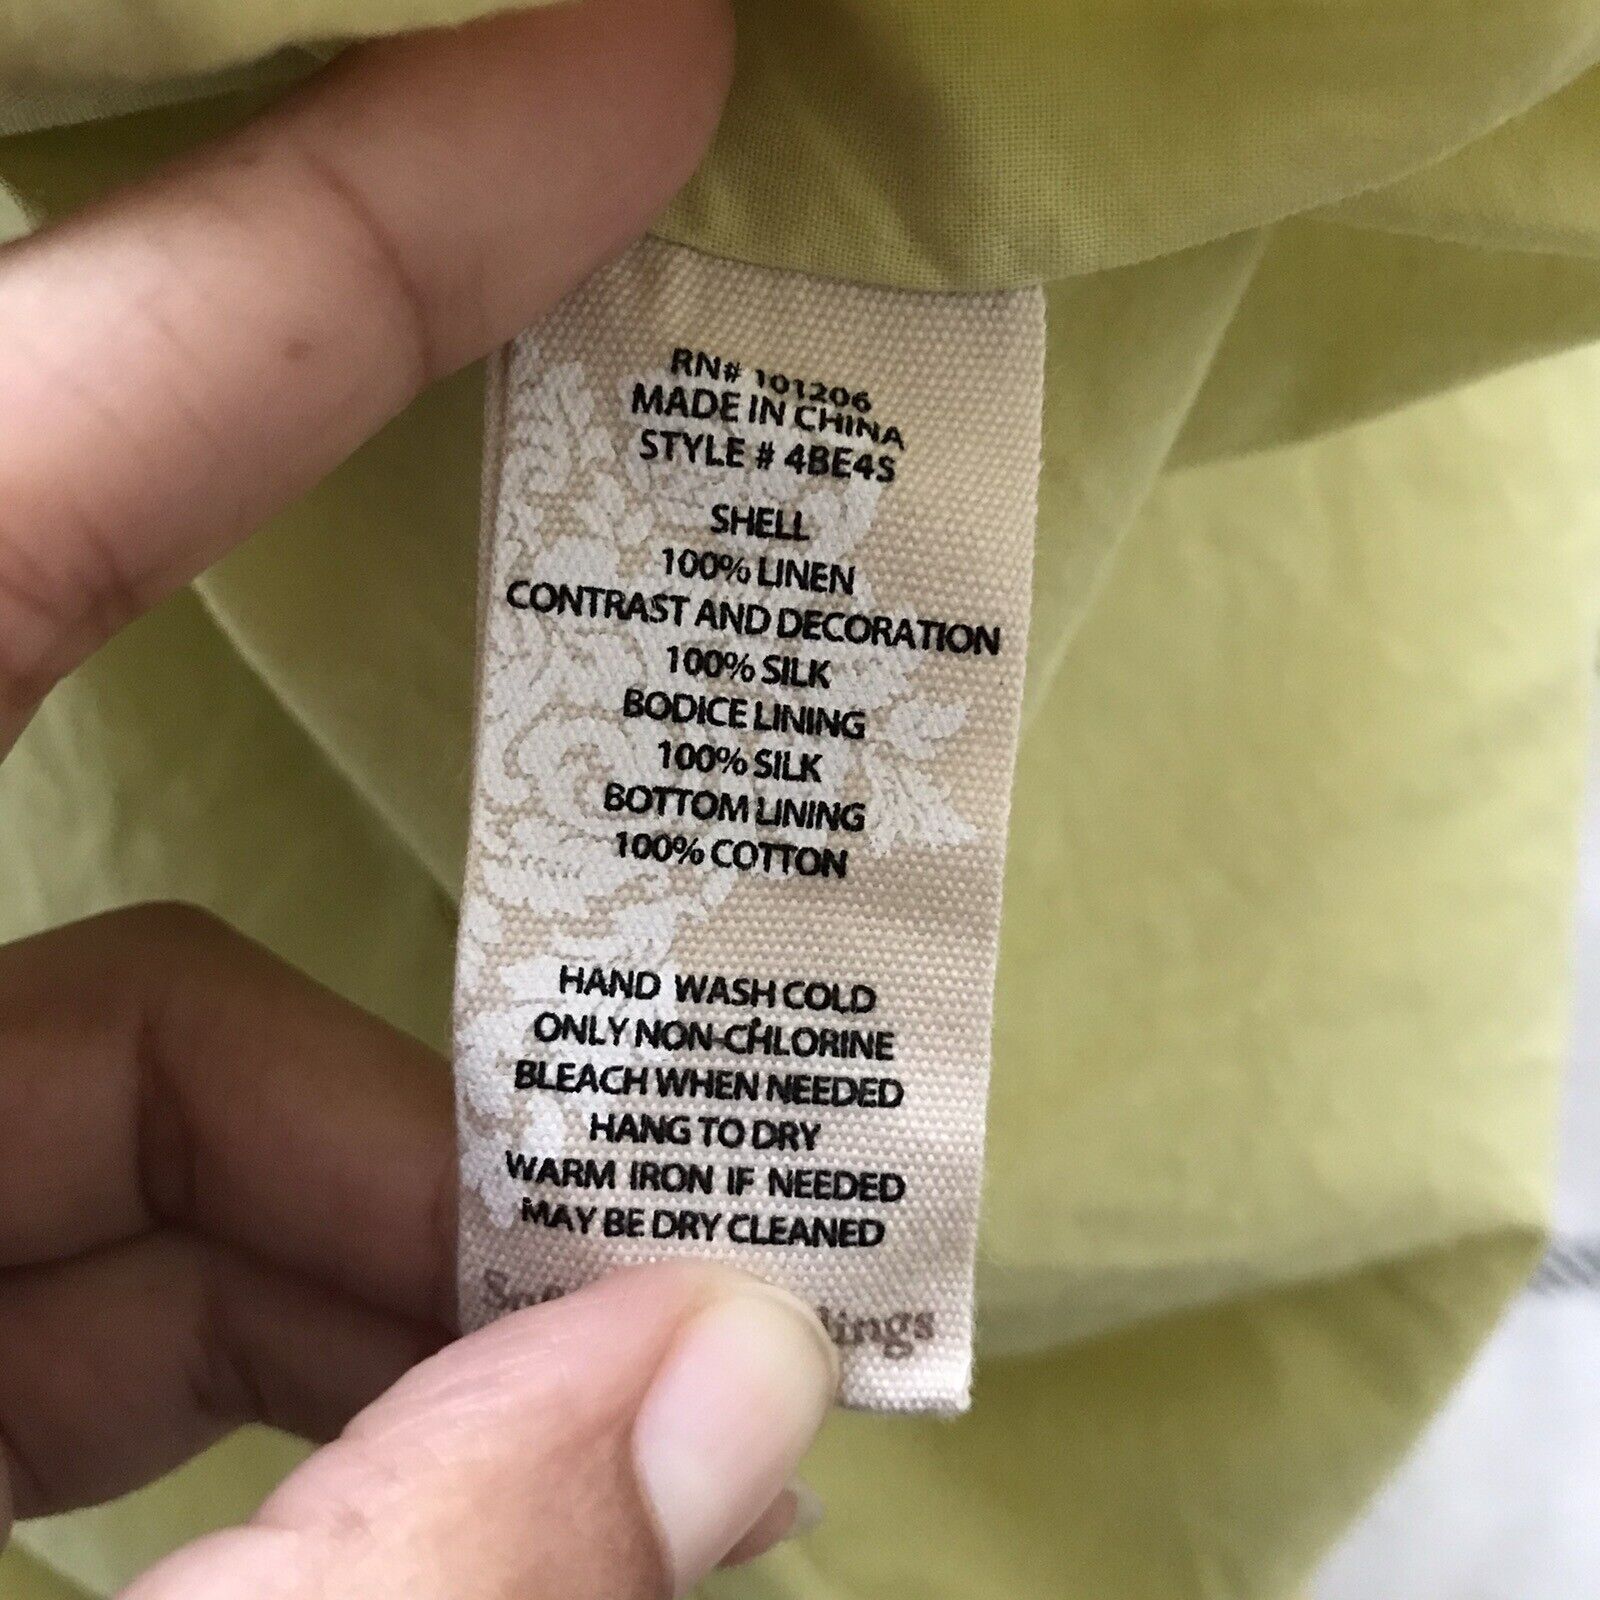 RN# 101206
MADE IN CHINA
STYLE # 4BE4S
SHELL
100% LINEN
CONTRAST AND DECORATION
100% SILK
BODICE LINING
100% SILK
BOTTOM LINING
100% COTTON
HAND WASH COLD
ONLY NON-CHLORINE
BLEACH WHEN NEEDED
HANG TO DRY
WARM IRON IF NEEDED
MAY BE DRY CLEANED